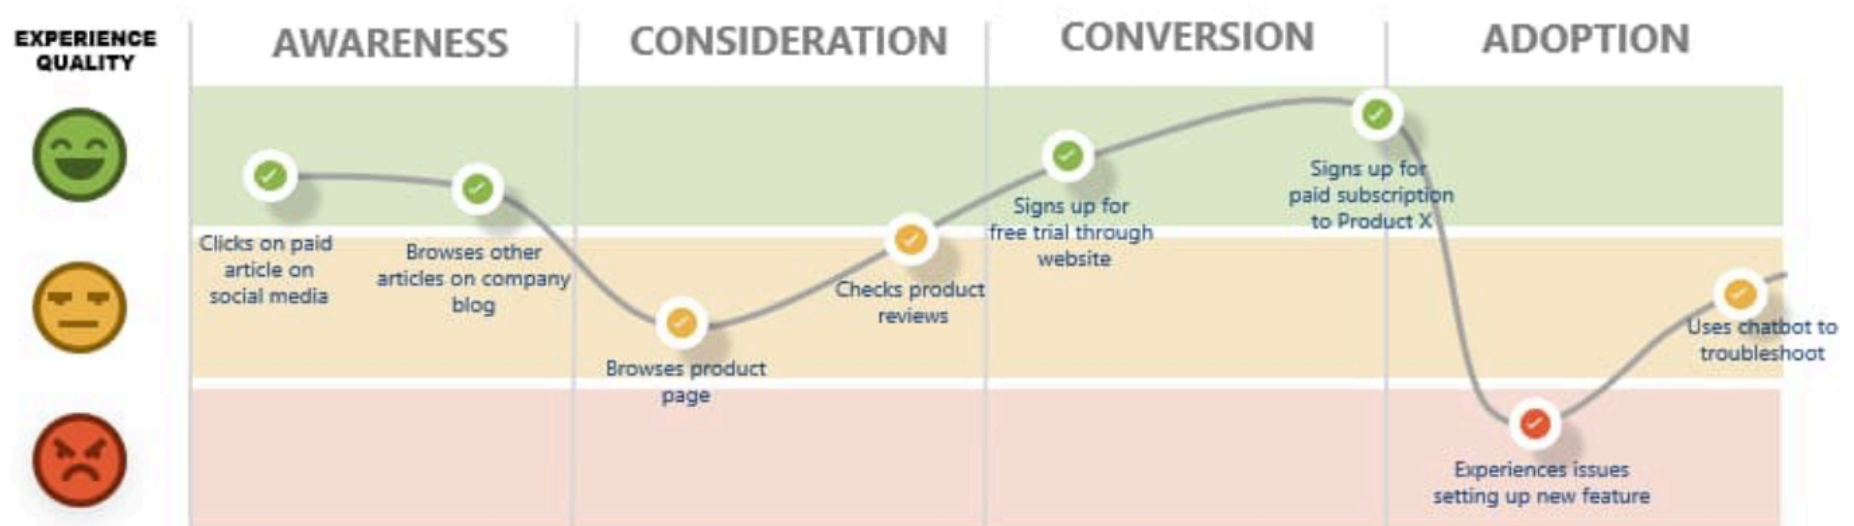 EXPERIENCE
QUALITY
AWARENESS
CONSIDERATION
CONVERSION
ADOPTION
Clicks on paid
article on
social media
Browses other
articles on company
blog
Browses product
page
Checks product
reviews
Signs up for
free trial through
website
Signs up for
paid subscription
to Product X
Experiences issues
setting up new feature
Uses chatbot to
troubleshoot